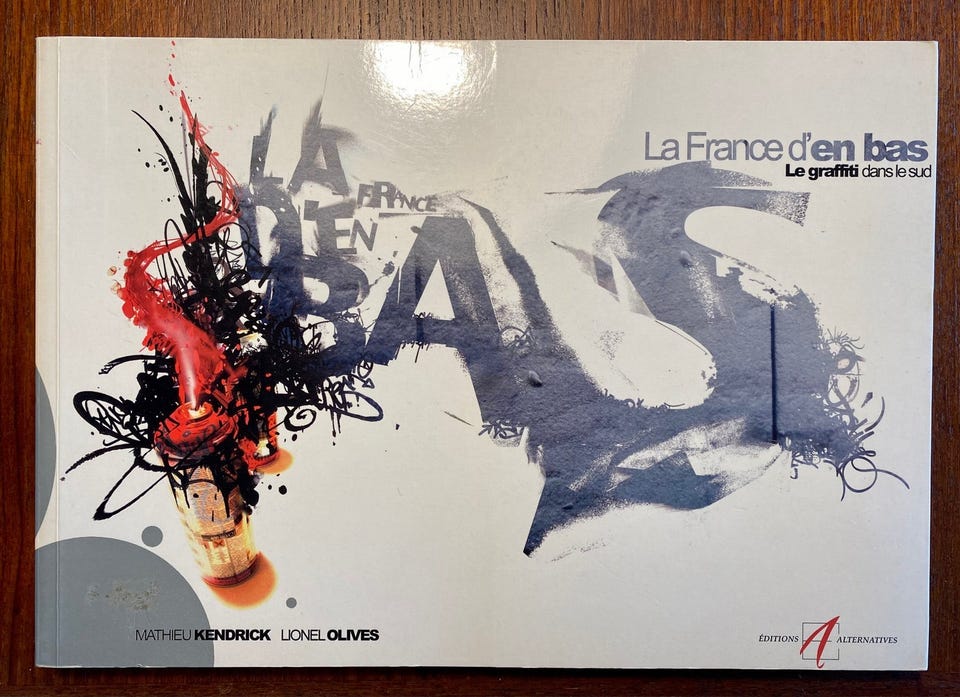 La France d'en bas
Le graffiti dans le sud
LA
FRANCE
D'EN
BAS
MATHIEU KENDRICK LIONEL OLIVES
ÉDITIONS A ALTERNATIVES